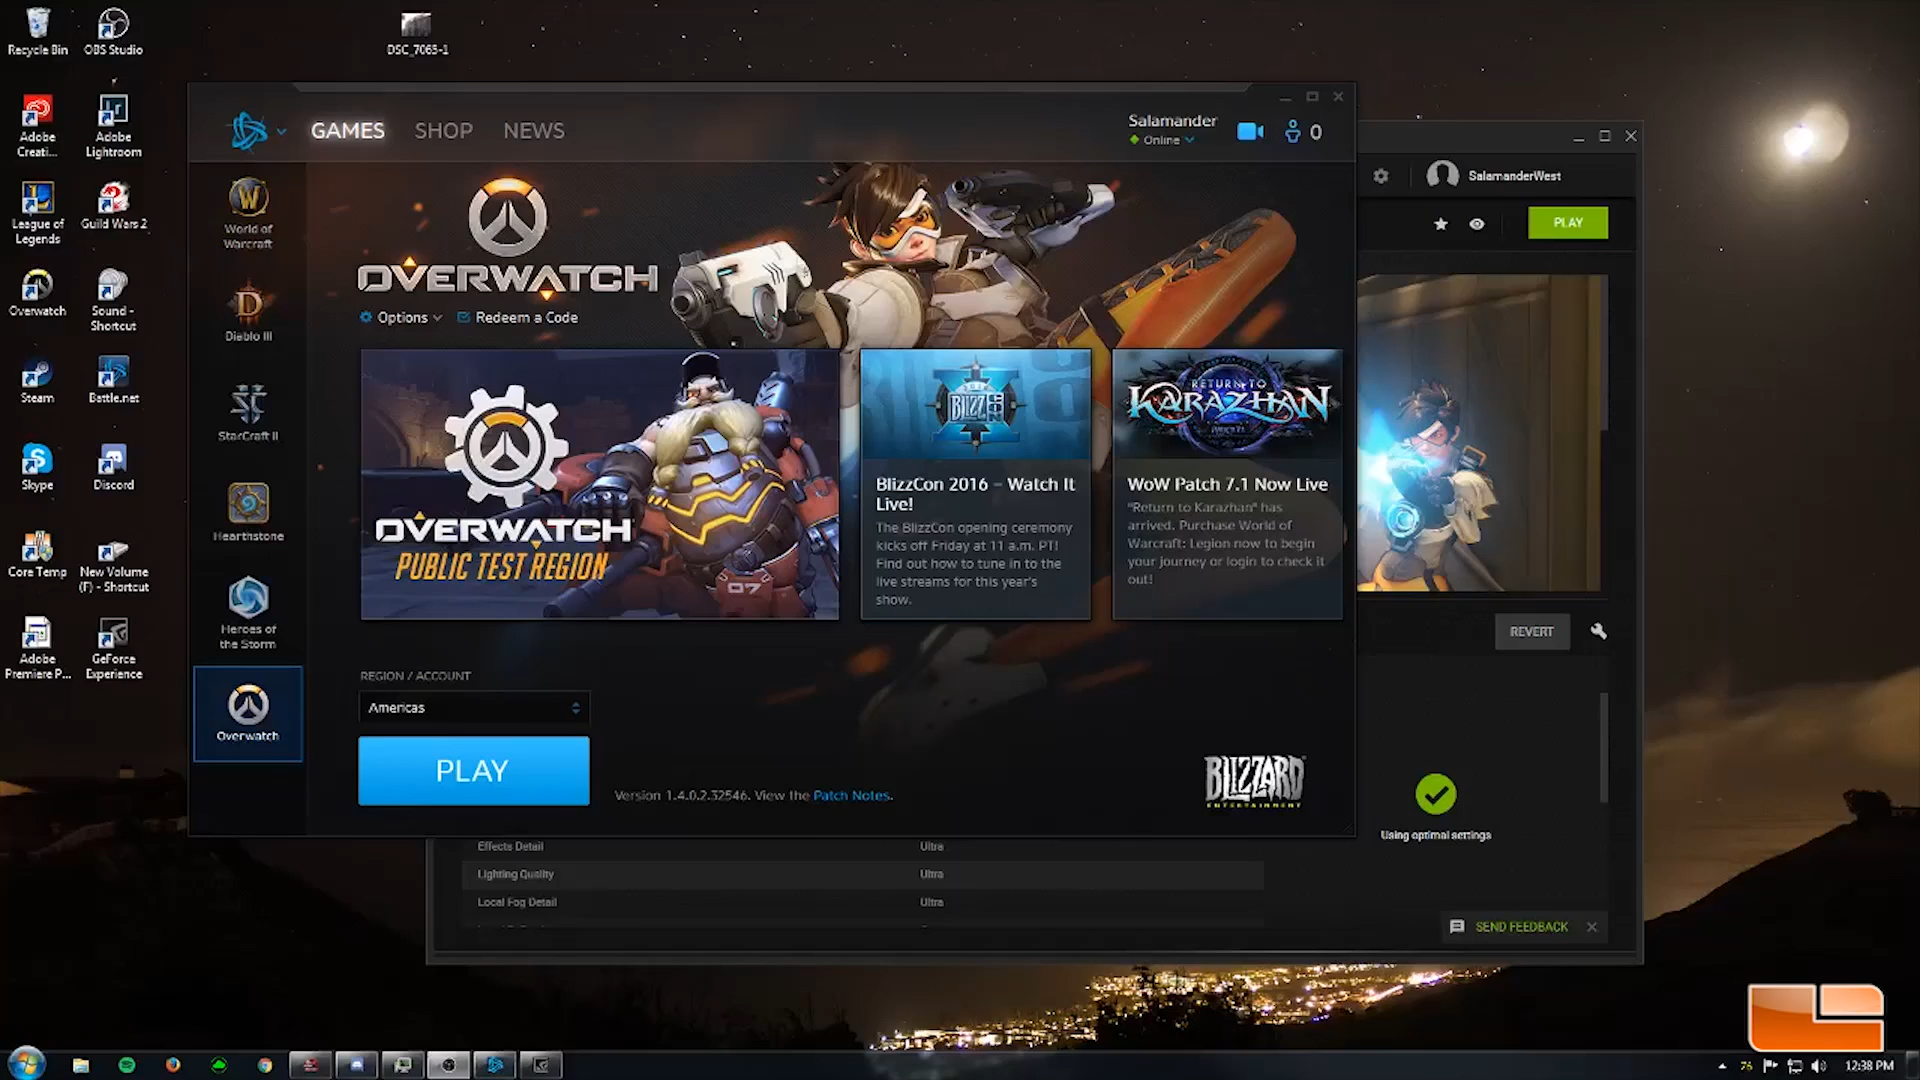 Recycle Bin
OBS Studio
DSC_7065-1
Adobe
Creati...
Adobe
Lightroom
League of
Legends
Guild Wars 2
Overwatch
Sound -
Shortcut
Steam
Battle.net
Skype
Discord
Core Temp
New Volume
(F) - Shortcut
Adobe
Premiere P...
GeForce
Experience
GAMES
SHOP
NEWS
Salamander
Online
0
World of
Warcraft
Diablo III
StarCraft II
Hearthstone
Heroes of
the Storm
Overwatch
OVERWATCH
Options
Redeem a Code
OVERWATCH
PUBLIC TEST REGION
07
BLIZZCON
BlizzCon 2016 – Watch It
Live!
The BlizzCon opening ceremony
kicks off Friday at 11 a.m. PT!
Find out how to tune in to the
live streams for this year's
show.
RETURN TO
KARAZHAN
WoW Patch 7.1 Now Live
"Return to Karazhan" has
arrived. Purchase World of
Warcraft: Legion now to begin
your journey or login to check it
out!
REGION / ACCOUNT
Americas
PLAY
Version 1.4.0.2.32546. View the Patch Notes.
BLIZZARD
ENTERTAINMENT
SalamanderWest
PLAY
REVERT
Using optimal settings
Effects Detail
Ultra
Lighting Quality
Ultra
Local Fog Detail
Ultra
SEND FEEDBACK
76
12:38 PM